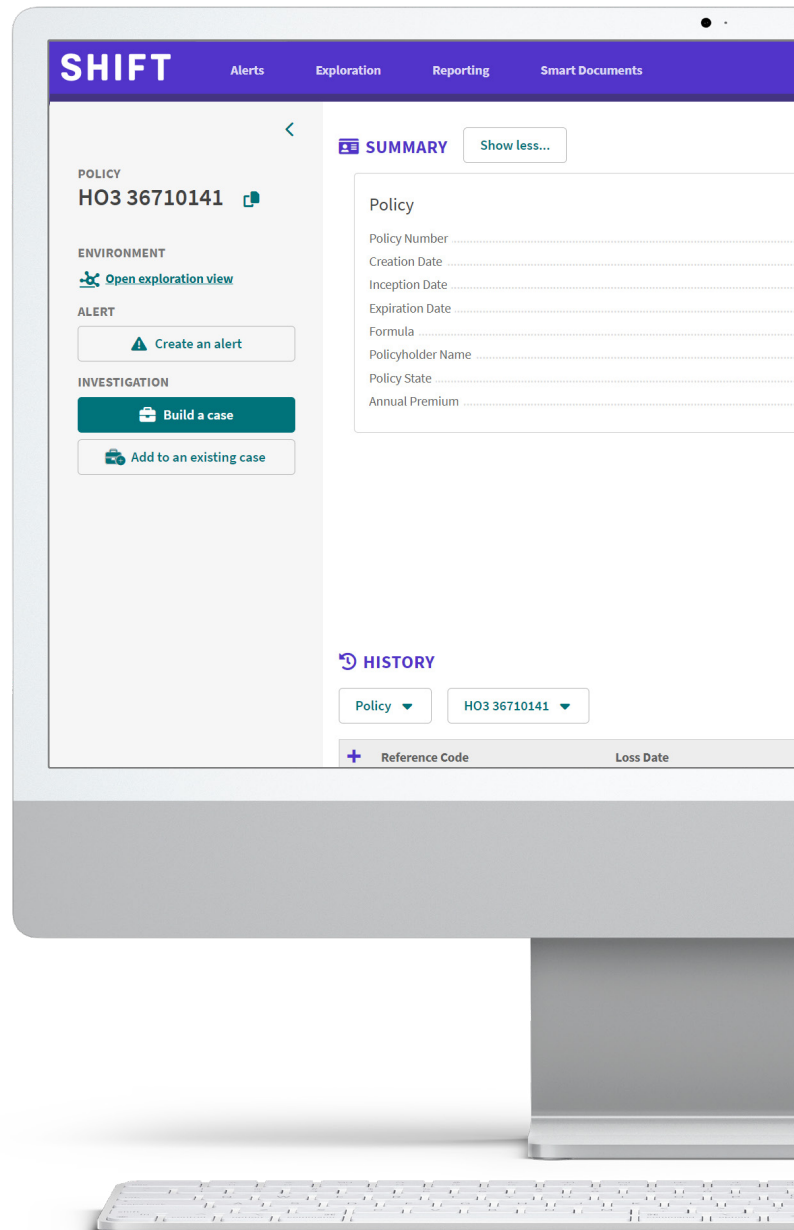 SHIFT
Alerts Exploration Reporting Smart Documents
POLICY
HO3 36710141
ENVIRONMENT
Open exploration view
ALERT
Create an alert
INVESTIGATION
Build a case
Add to an existing case
SUMMARY Show less...
Policy
Policy Number
Creation Date
Inception Date
Expiration Date
Formula
Policyholder Name
Policy State
Annual Premium
HISTORY
Policy HO3 36710141
Reference Code Loss Date